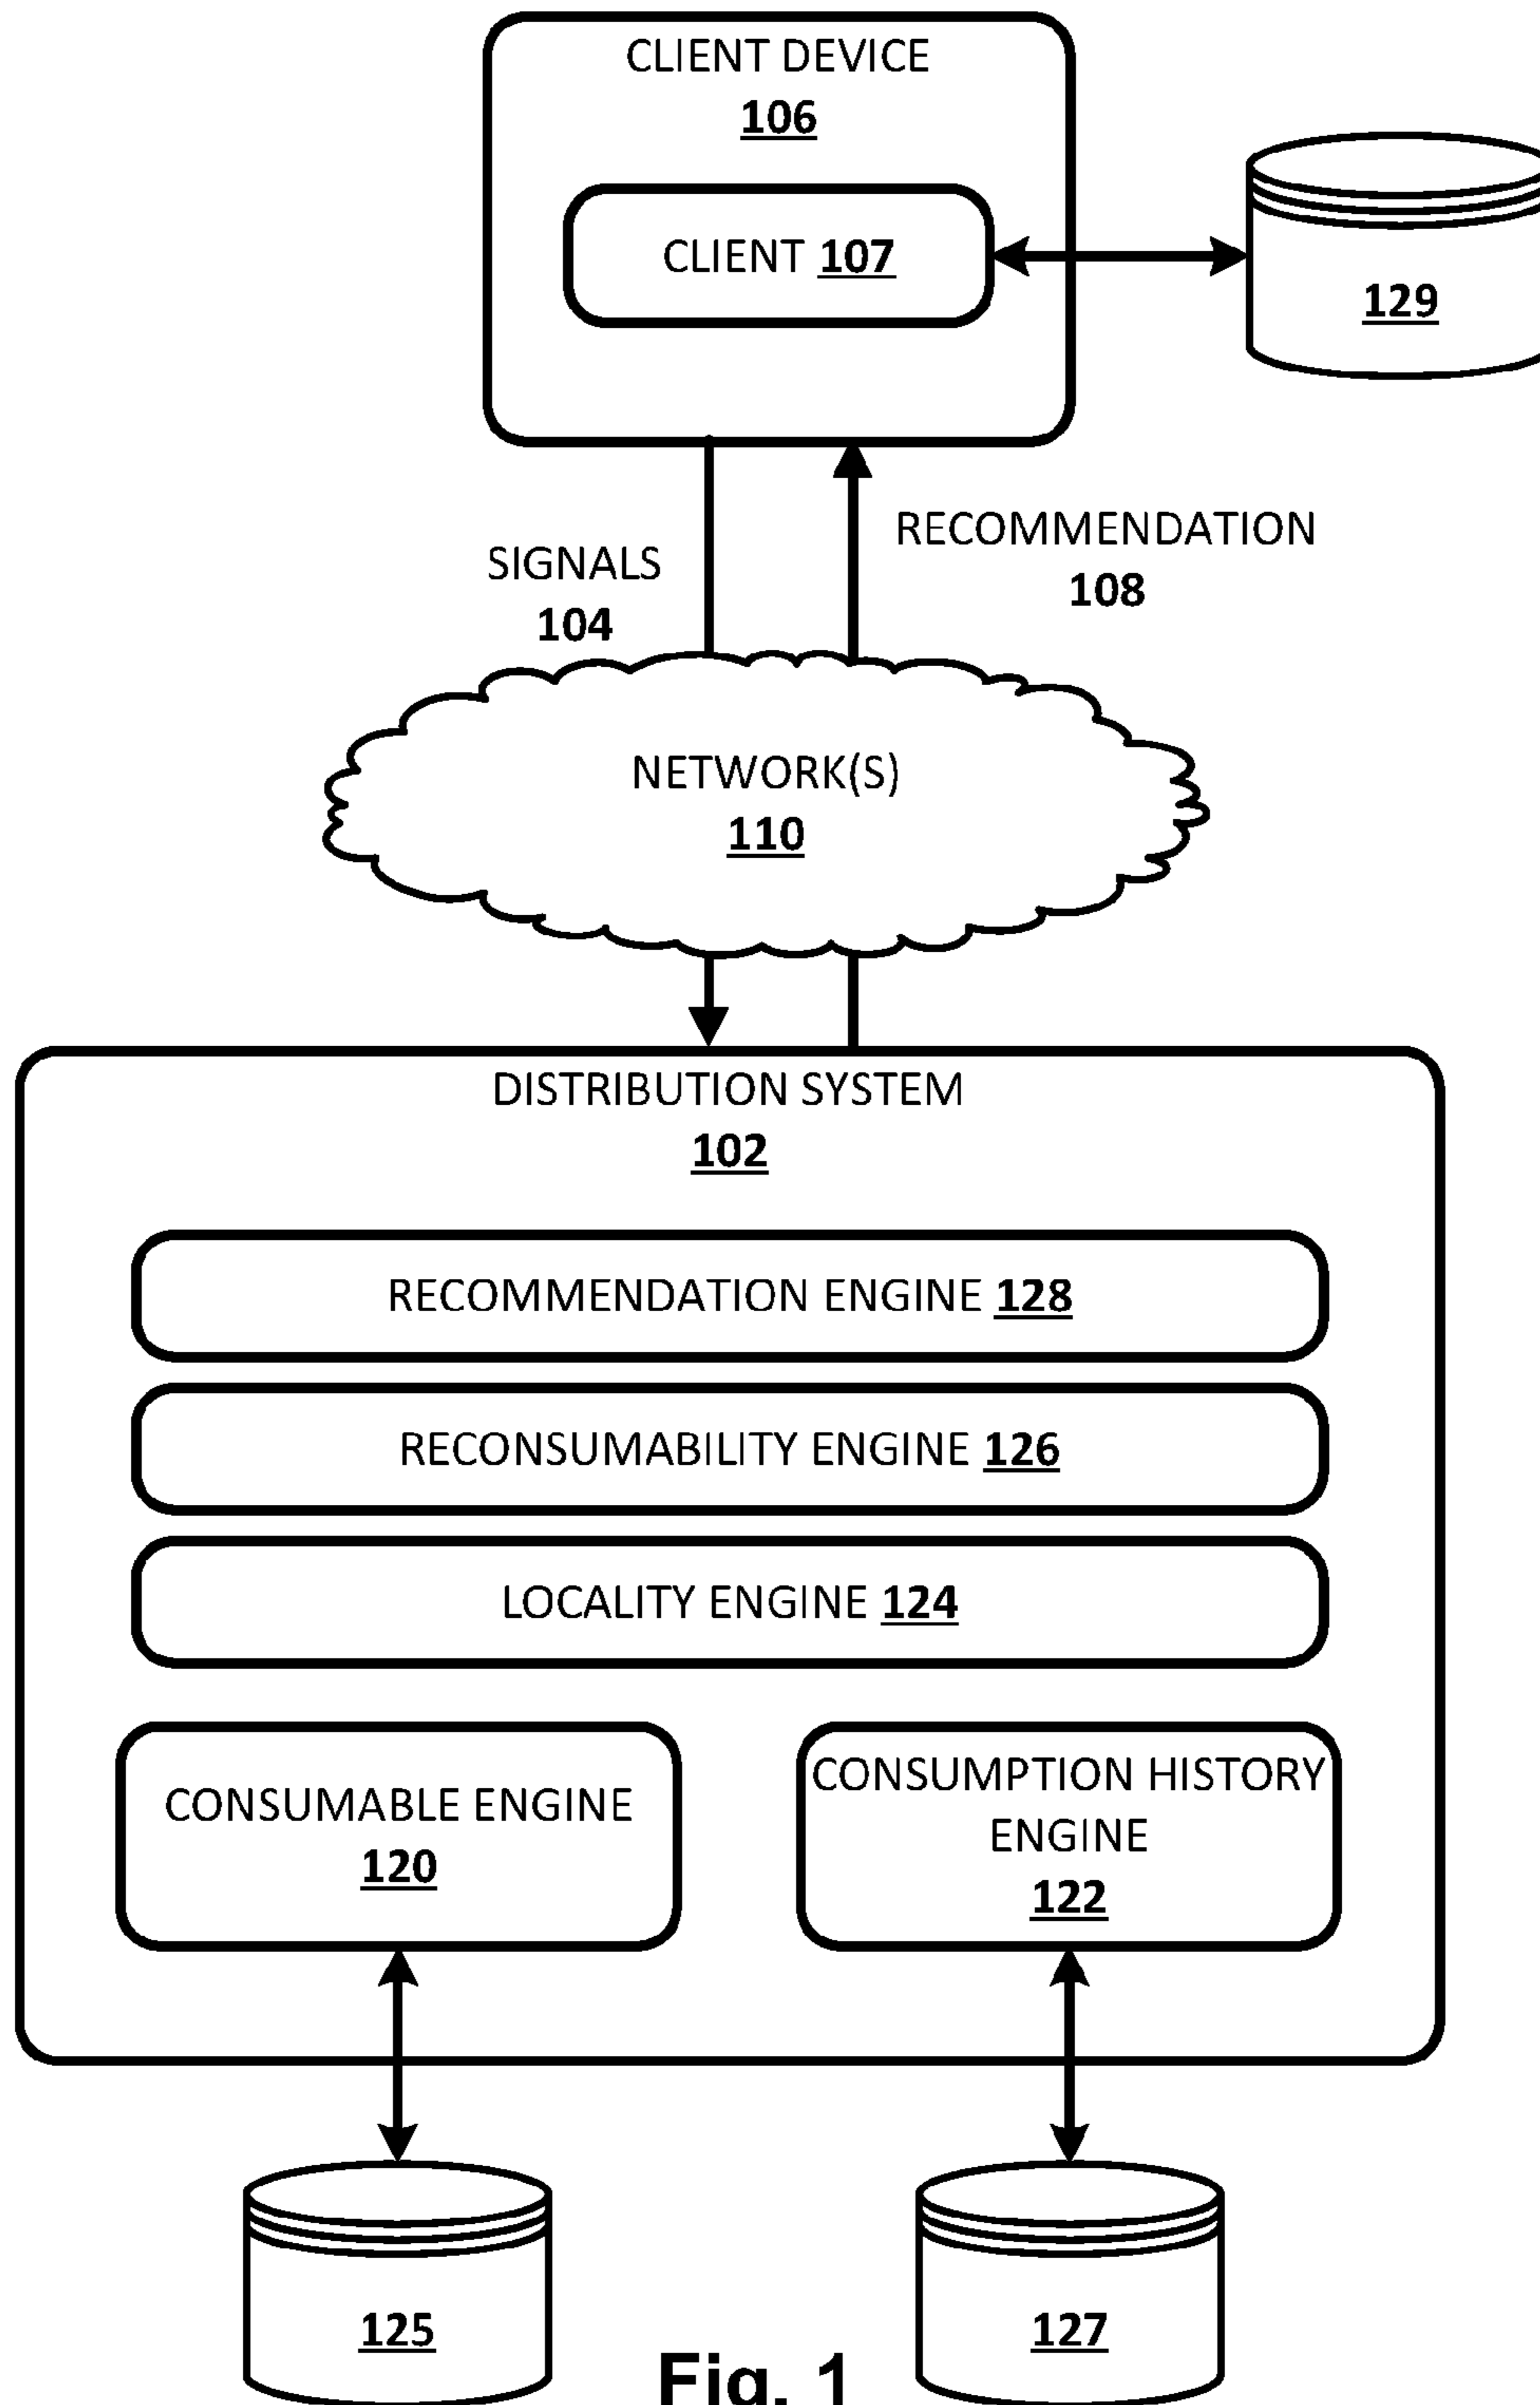 CLIENT DEVICE
106
CLIENT 107
129
RECOMMENDATION
108
SIGNALS
104
NETWORK(S)
110
DISTRIBUTION SYSTEM
102
RECOMMENDATION ENGINE 128
RECONSUMABILITY ENGINE 126
LOCALITY ENGINE 124
CONSUMABLE ENGINE
120
CONSUMPTION HISTORY
ENGINE
122
125
127
Fig. 1